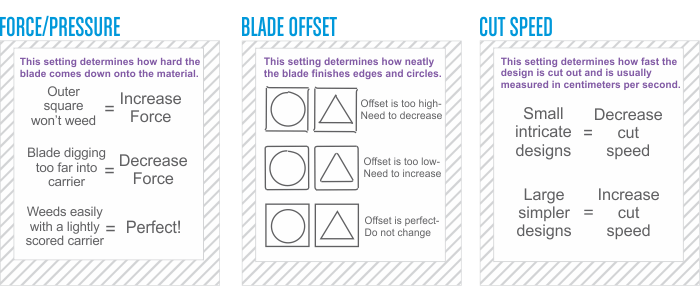 FORCE/PRESSURE
This setting determines how hard the
blade comes down onto the material.
Outer
square
won't weed
=
Increase
Force
Blade digging
too far into
carrier
=
Decrease
Force
Weeds easily
with a lightly
scored carrier
=
Perfect!
BLADE OFFSET
This setting determines how neatly
the blade finishes edges and circles.
Offset is too high-
Need to decrease
Offset is too low-
Need to increase
Offset is perfect-
Do not change
CUT SPEED
This setting determines how fast the
design is cut out and is usually
measured in centimeters per second.
Small
intricate
designs
=
Decrease
cut
speed
Large
simpler
designs
=
Increase
cut
speed